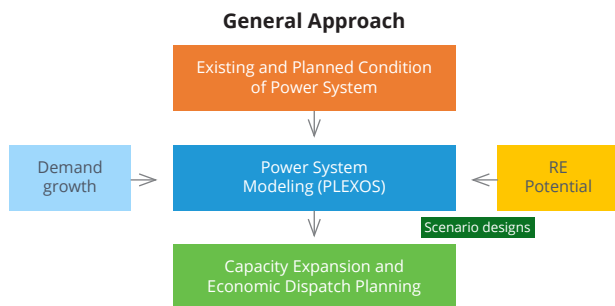 General Approach
Existing and Planned Condition
of Power System
Demand
growth
Power System
Modeling (PLEXOS)
RE
Potential
Scenario designs
Capacity Expansion and
Economic Dispatch Planning